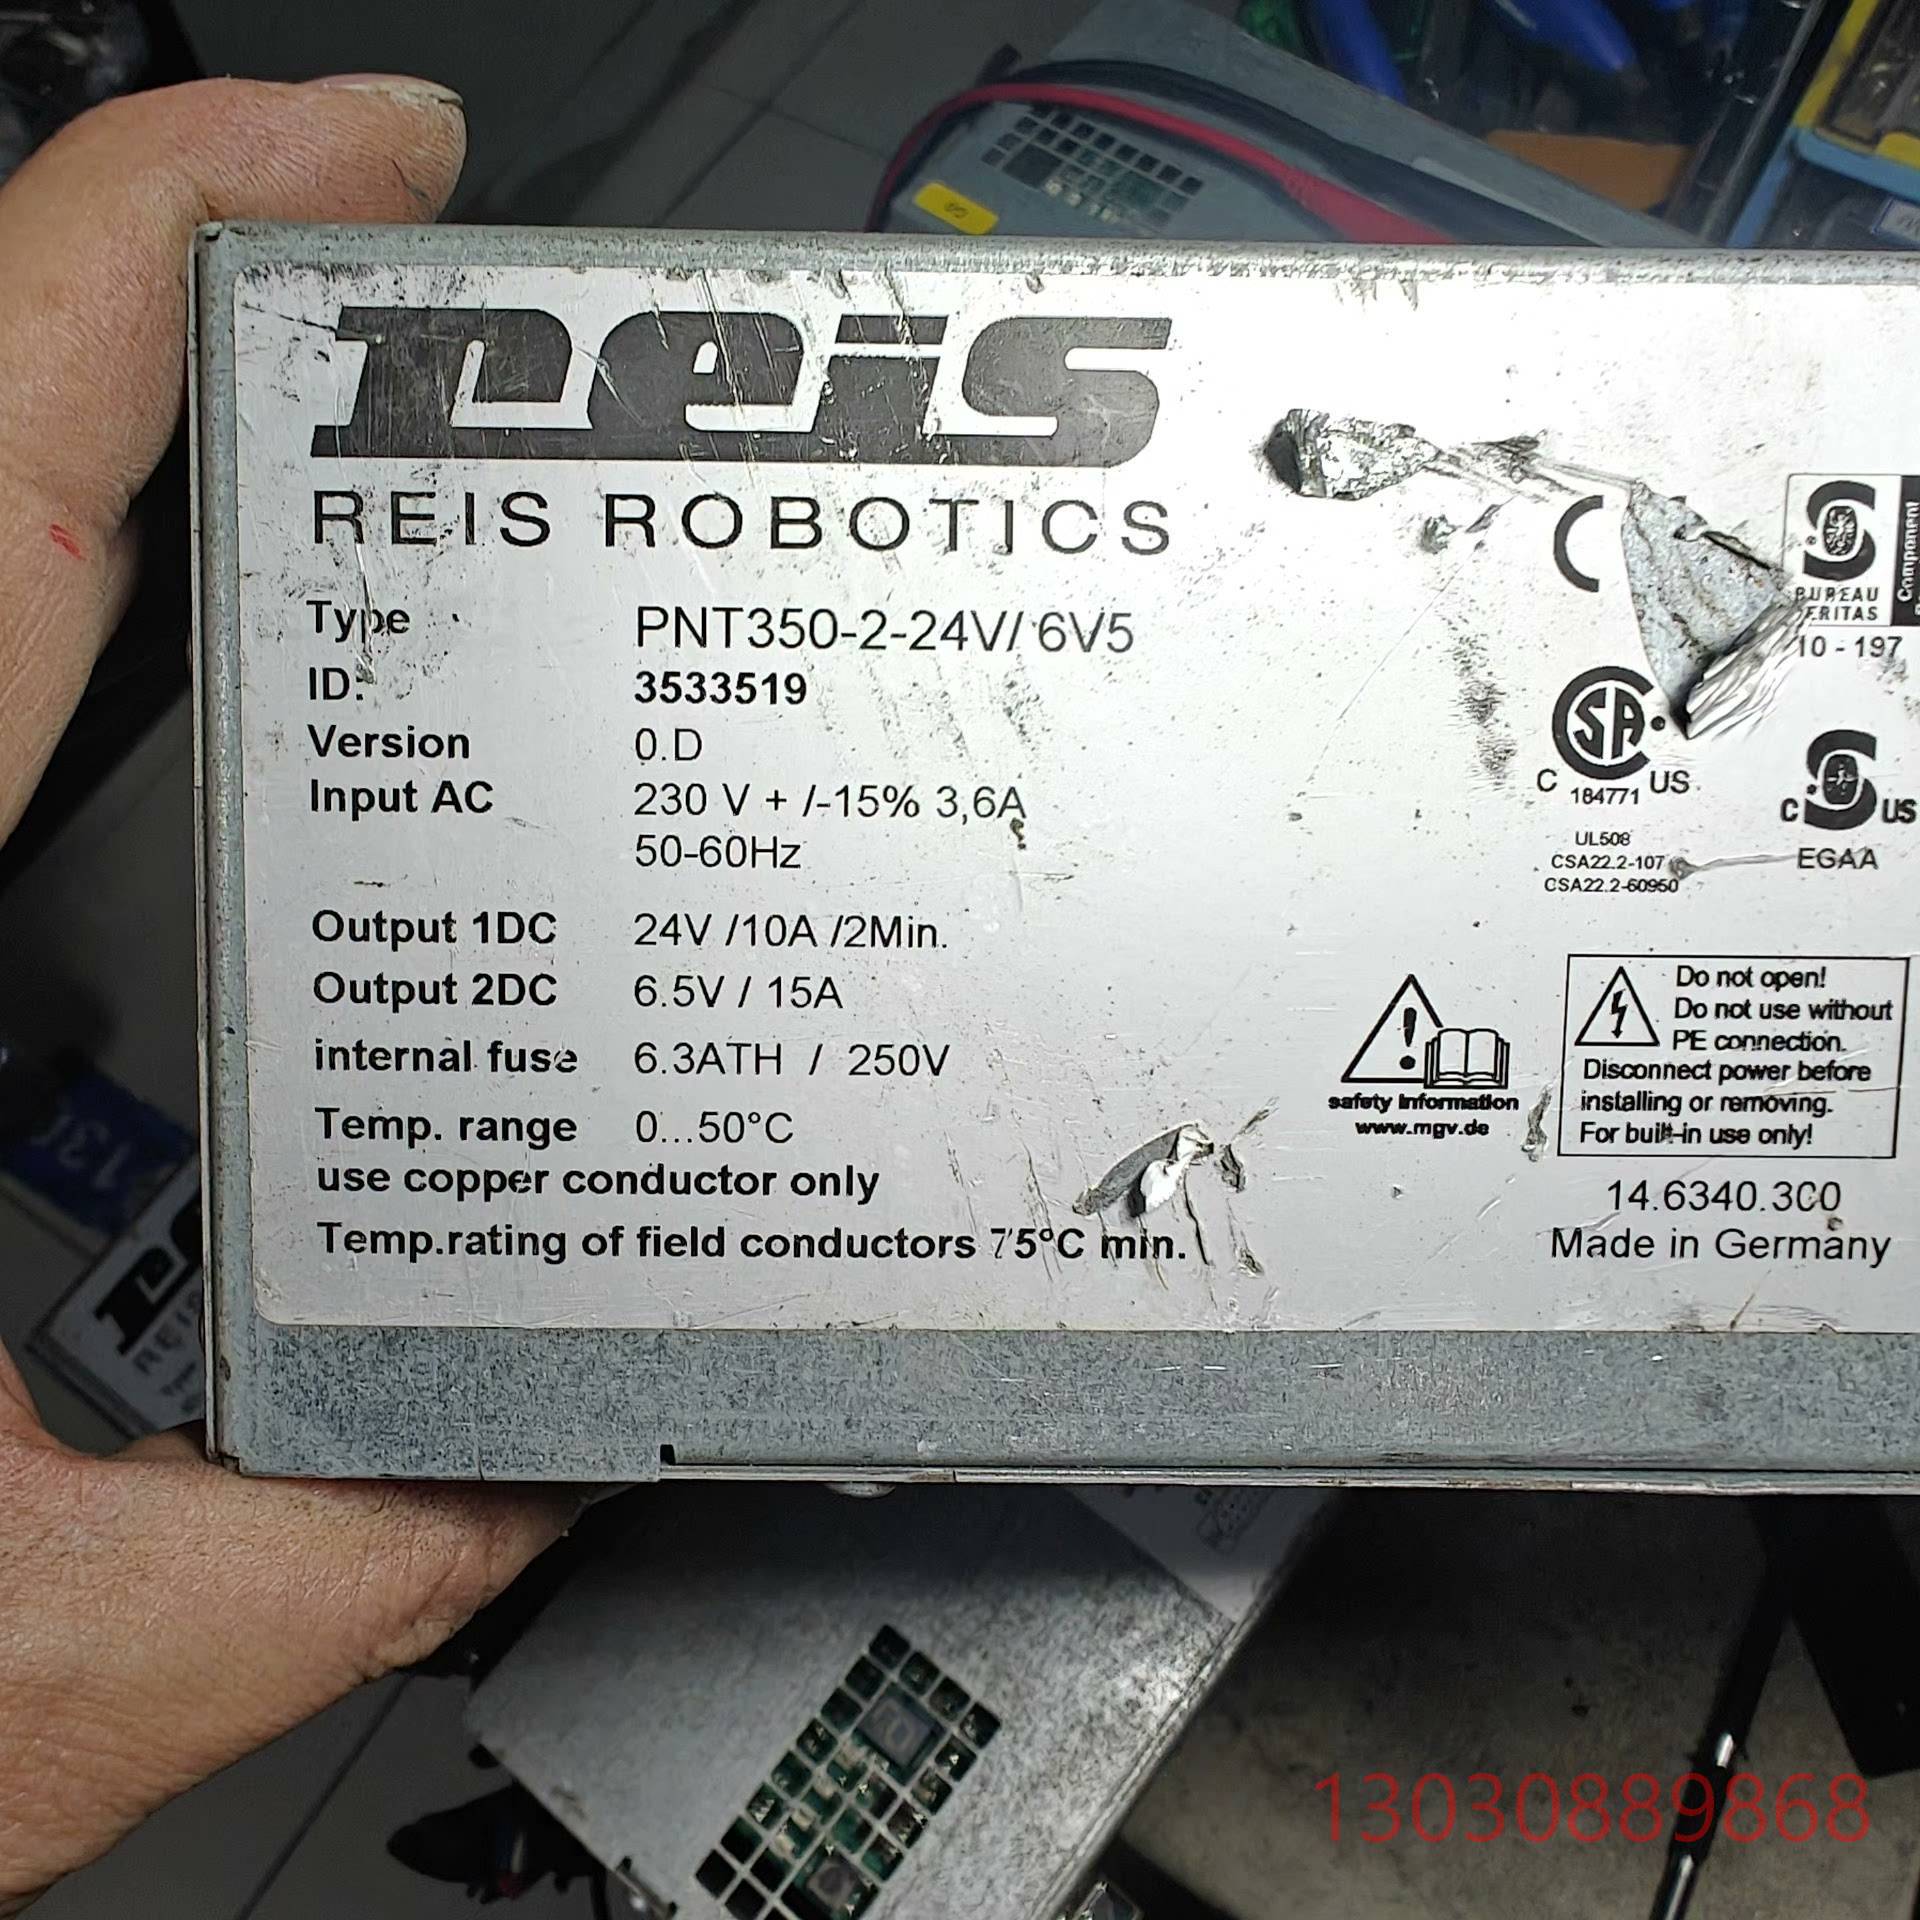 Reis
REIS ROBOTICS
Type PNT350-2-24V/ 6V5
ID: 3533519
Version 0.D
Input AC 230 V + /-15% 3,6A
50-60Hz
Output 1DC 24V /10A /2Min.
Output 2DC 6.5V / 15A
internal fuse 6.3ATH / 250V
Temp. range 0...50°C
use copper conductor only
Temp.rating of field conductors 75°C min.
C
BUREAU
VERITAS
Component
10 - 197
SA
C US
184771
UL508
CSA22.2-107
CSA22.2-60950
C US
EGAA
safety information
www.mgv.de
Do not open!
Do not use without
PE connection.
Disconnect power before
installing or removing.
For built-in use only!
14.6340.300
Made in Germany
13030889868